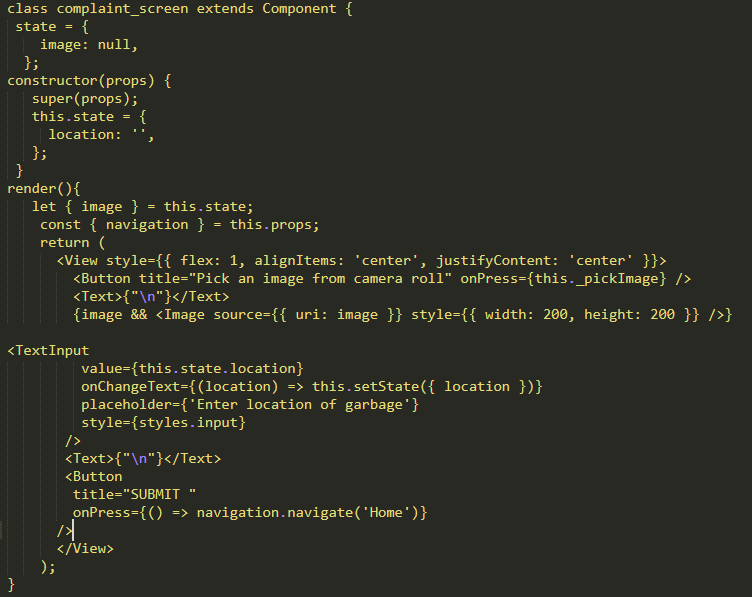 class complaint_screen extends Component {
state = {
image: null,
};
constructor(props) {
super(props);
this.state = {
location: '',
};
}
render(){
let { image } = this.state;
const { navigation } = this.props;
return (
<View style={{ flex: 1, alignItems: 'center', justifyContent: 'center' }}>
<Button title="Pick an image from camera roll" onPress={this._pickImage} />
<Text>{"\n"}</Text>
{image && <Image source={{ uri: image }} style={{ width: 200, height: 200 }} />}
<TextInput
value={this.state.location}
onChangeText={(location) => this.setState({ location })}
placeholder={'Enter location of garbage'}
style={styles.input}
/>
<Text>{"\n"}</Text>
<Button
title="SUBMIT "
onPress={() => navigation.navigate('Home')}
/>
</View>
);
}